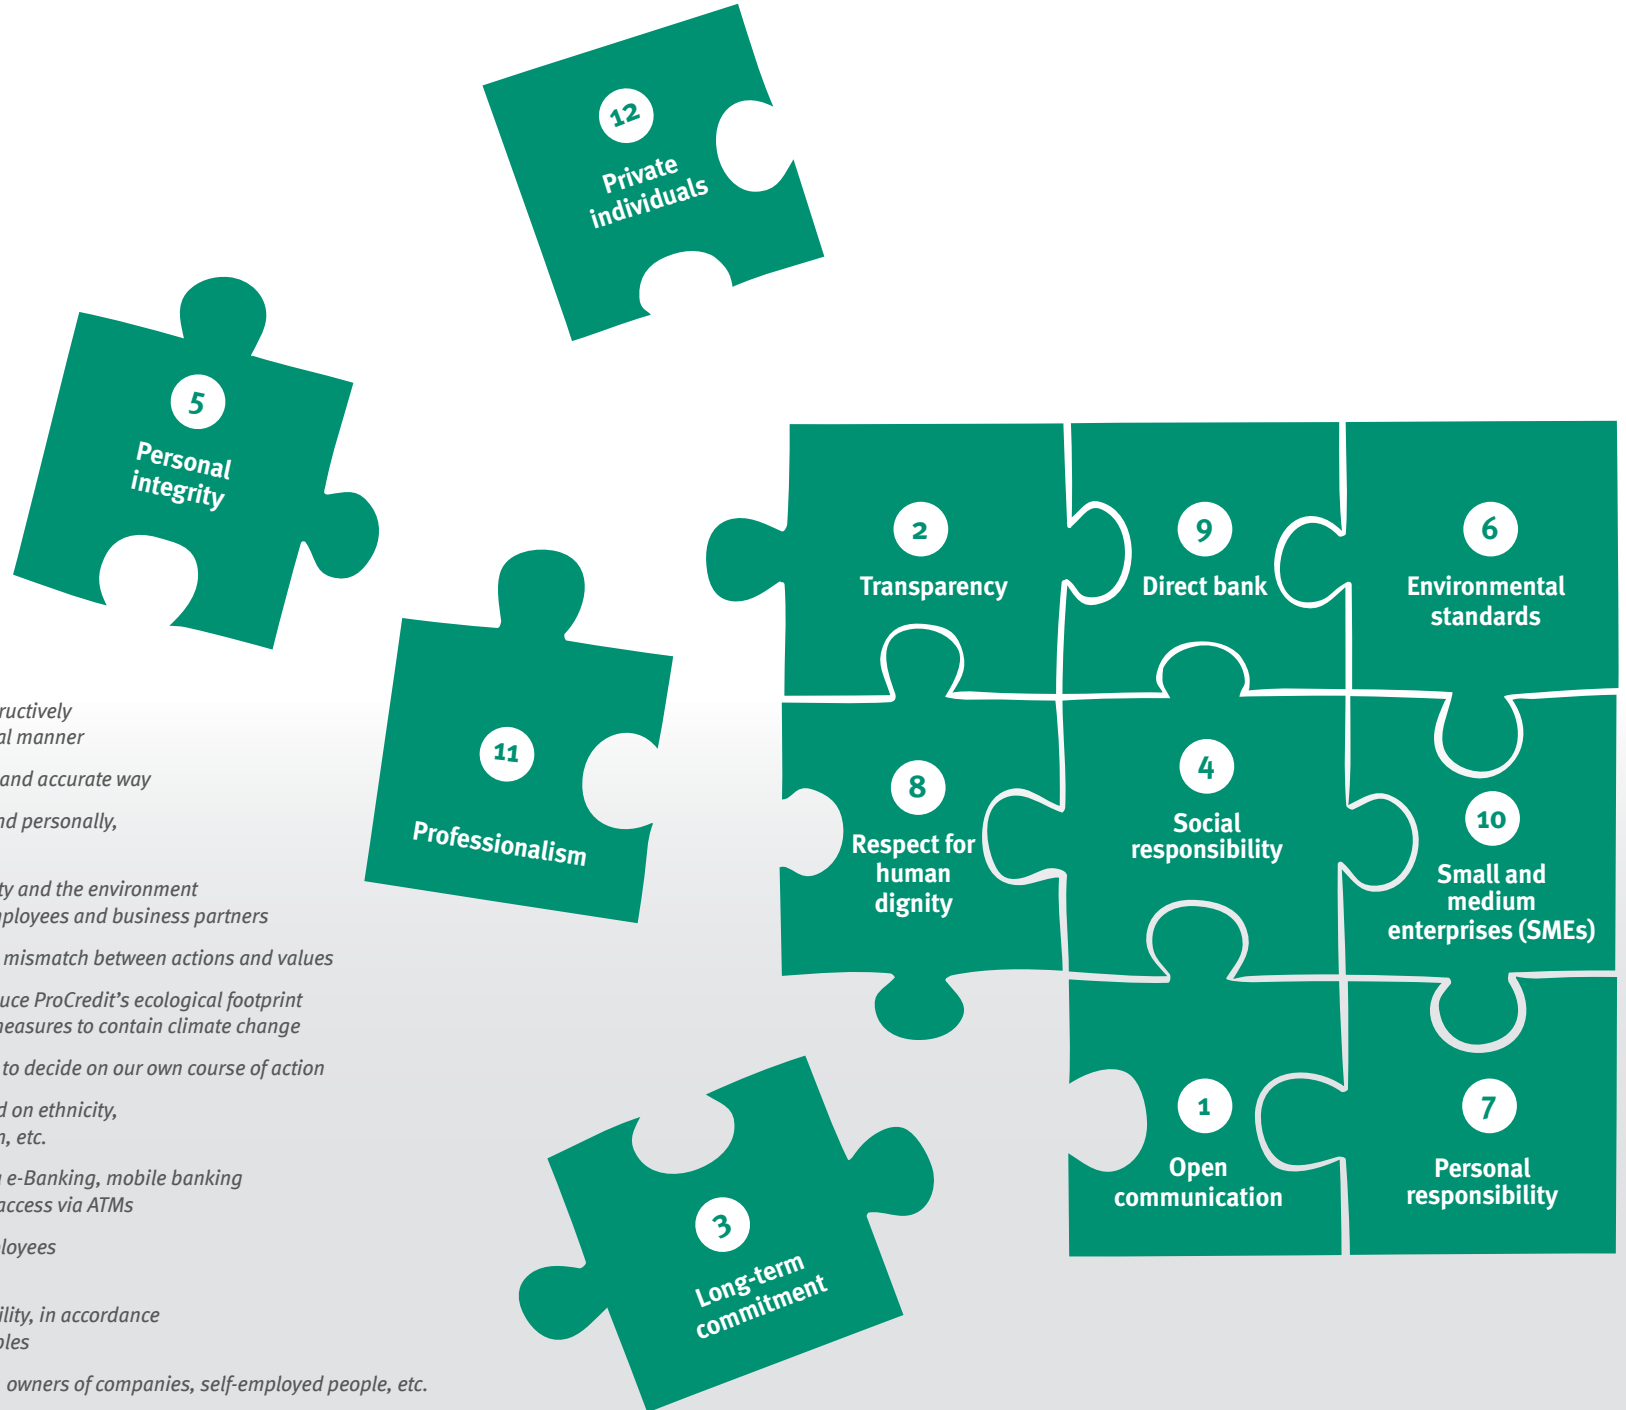 12
Private
individuals
5
Personal
integrity
11
Professionalism
2
Transparency
9
Direct bank
6
Environmental
standards
8
Respect for
human
dignity
4
Social
responsibility
10
Small and
medium
enterprises (SMEs)
3
Long-term
commitment
1
Open
communication
7
Personal
responsibility
ructively
al manner
and accurate way
nd personally,
ty and the environment
ployees and business partners
mismatch between actions and values
uce ProCredit's ecological footprint
measures to contain climate change
to decide on our own course of action
d on ethnicity,
n, etc.
e-Banking, mobile banking
access via ATMs
loyees
ility, in accordance
ples
owners of companies, self-employed people, etc.